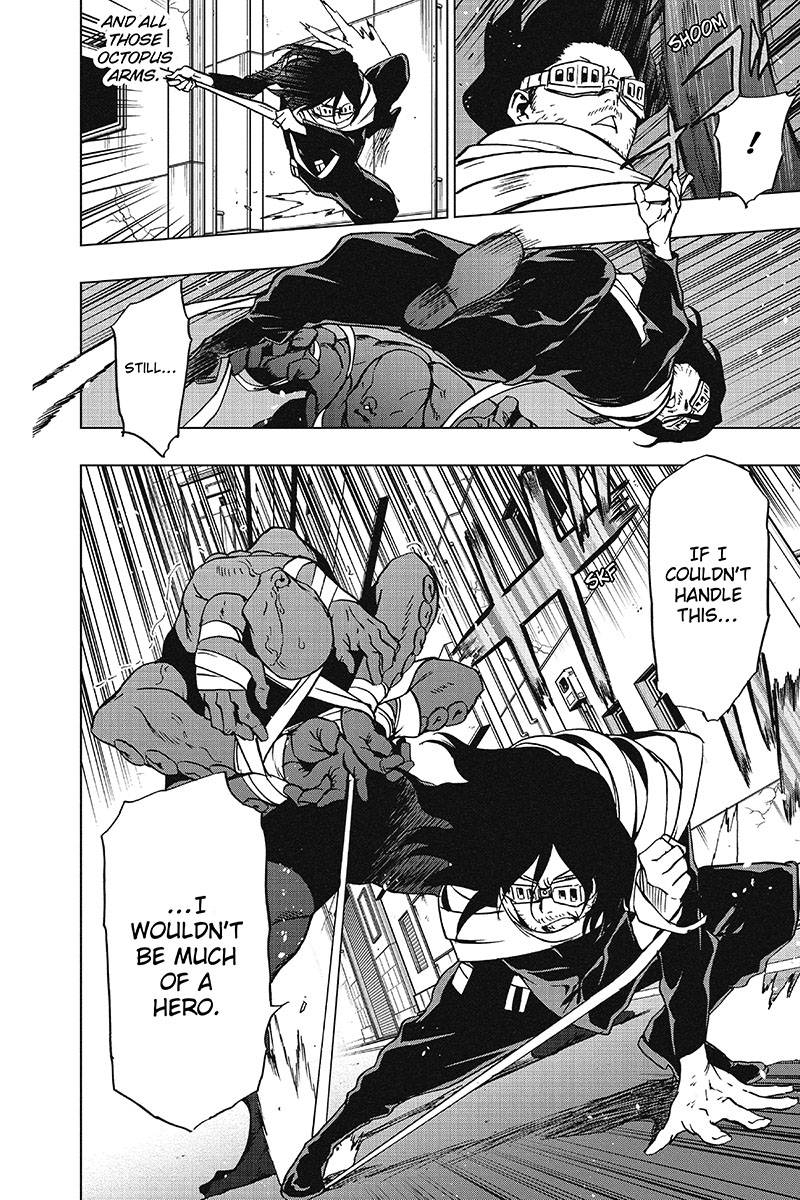 AND ALL
THOSE
OCTOPUS
ARMS.
SHOOM
!
STILL...
IF I
COULDN'T
HANDLE
THIS...
SKF
...I
WOULDN'T
BE MUCH
OF A
HERO.